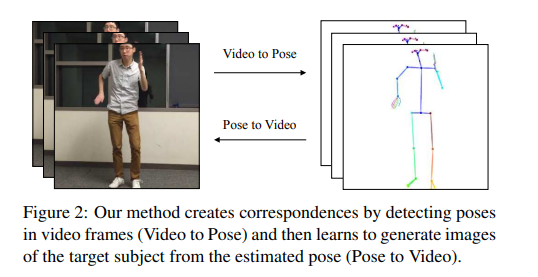 Video to Pose
Pose to Video
Figure 2: Our method creates correspondences by detecting poses
in video frames (Video to Pose) and then learns to generate images
of the target subject from the estimated pose (Pose to Video).